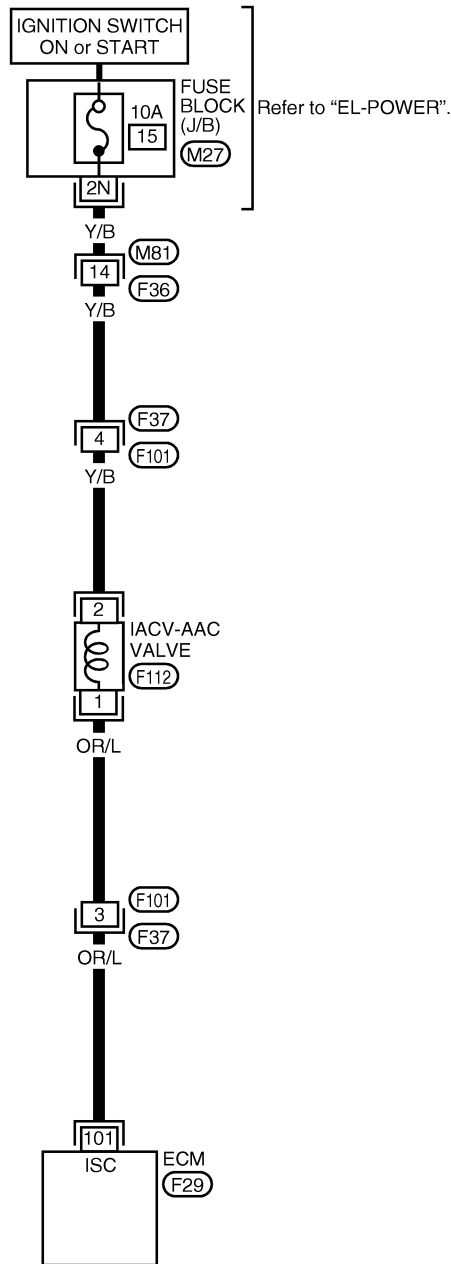 IGNITION SWITCH
ON or START
FUSE
BLOCK
(J/B)
10A
15
M27
Refer to “EL-POWER”.
2N
Y/B
M81
14
F36
Y/B
F37
4
F101
Y/B
2
IACV-AAC
VALVE
F112
1
OR/L
F101
3
F37
OR/L
101
ISC
ECM
F29